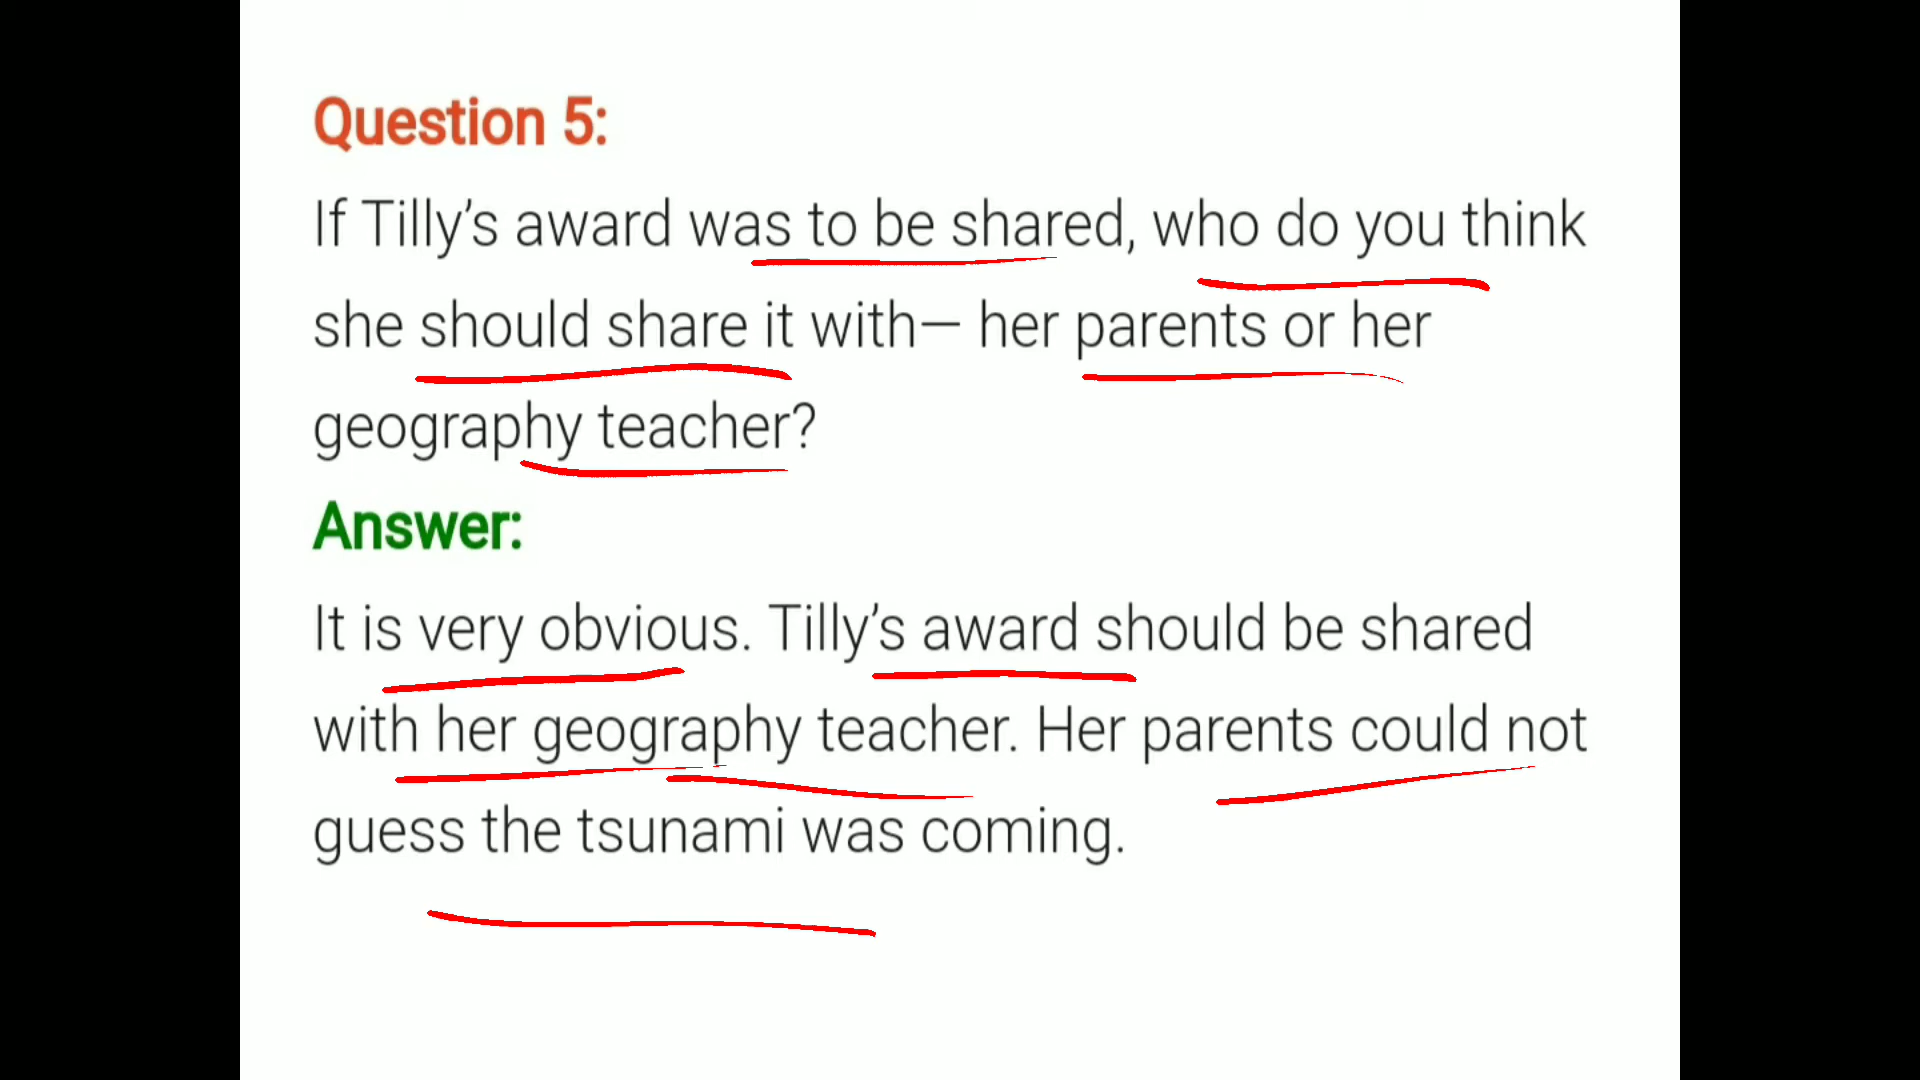 Question 5:
If Tilly’s award was to be shared, who do you think
she should share it with— her parents or her
geography teacher?
Answer:
It is very obvious. Tilly’s award should be shared
with her geography teacher. Her parents could not
guess the tsunami was coming.